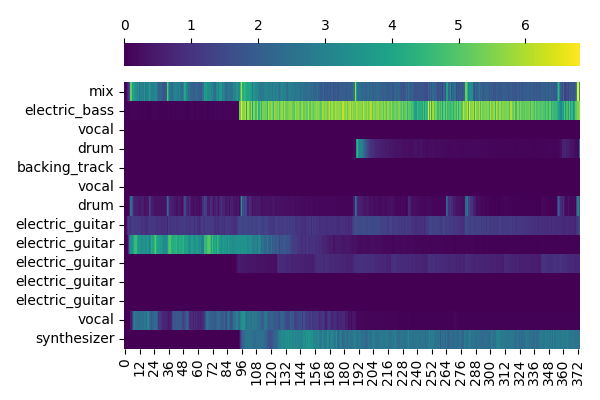 0 1 2 3 4 5 6
mix
electric_bass
vocal
drum
backing_track
vocal
drum
electric_guitar
electric_guitar
electric_guitar
electric_guitar
electric_guitar
vocal
synthesizer
0 12 24 36 48 60 72 84 96 108 120 132 144 156 168 180 192 204 216 228 240 252 264 276 288 300 312 324 336 348 360 372